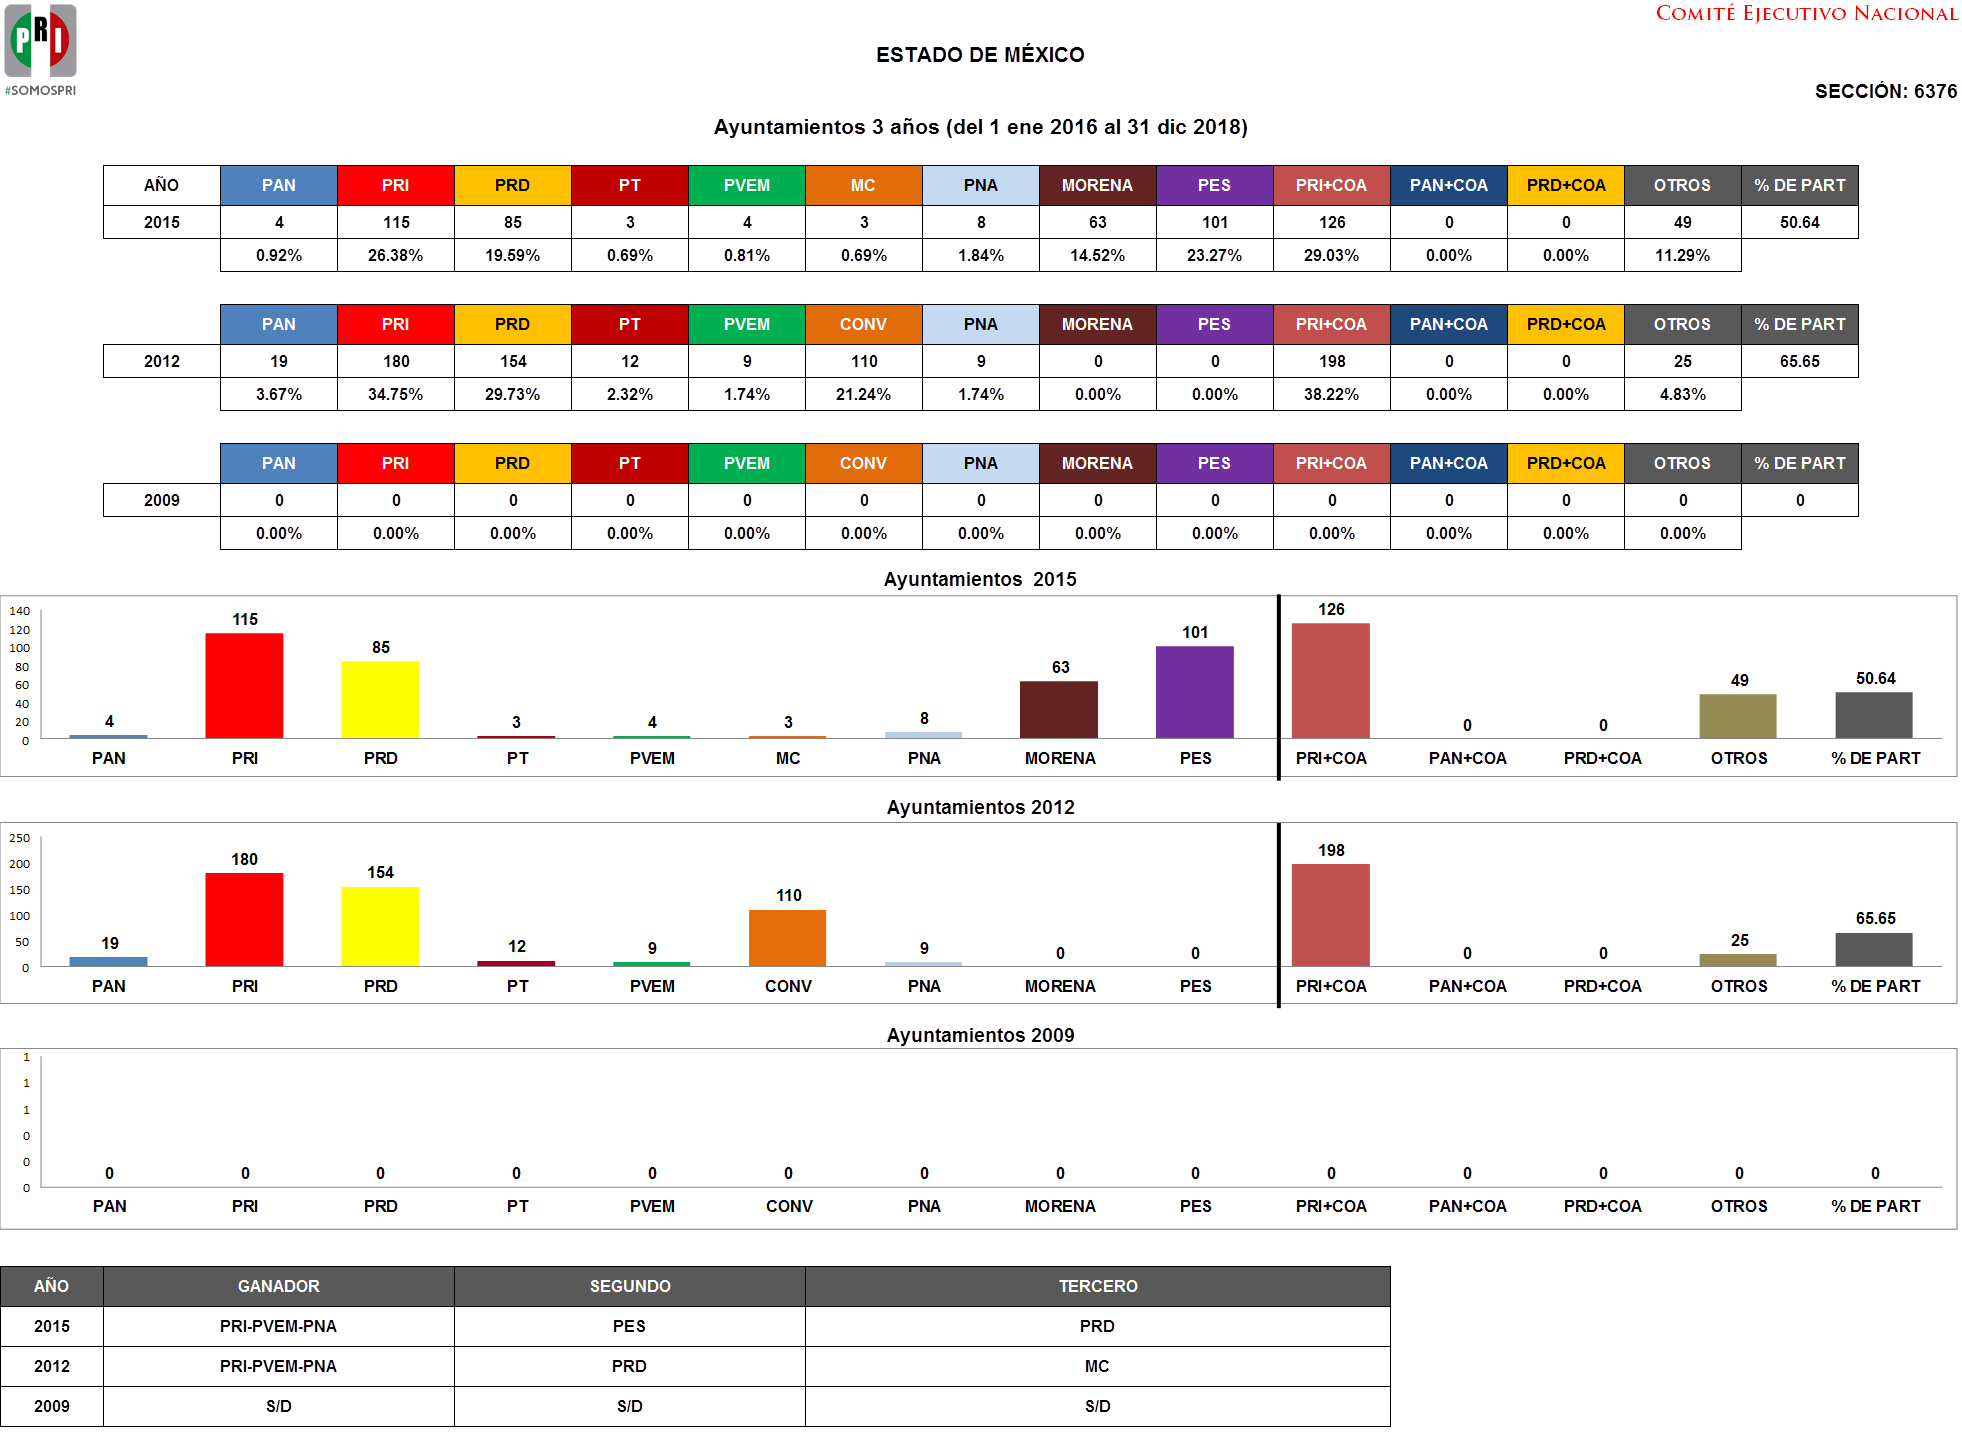 PRI
#SOMOSPRI
COMITÉ EJECUTIVO NACIONAL
ESTADO DE MÉXICO
SECCIÓN: 6376
Ayuntamientos 3 años (del 1 ene 2016 al 31 dic 2018)
AÑO PAN PRI PRD PT PVEM MC PNA MORENA PES PRI+COA PAN+COA PRD+COA OTROS % DE PART
2015 4 115 85 3 4 3 8 63 101 126 0 0 49 50.64
0.92% 26.38% 19.59% 0.69% 0.81% 0.69% 1.84% 14.52% 23.27% 29.03% 0.00% 0.00% 11.29%
PAN PRI PRD PT PVEM CONV PNA MORENA PES PRI+COA PAN+COA PRD+COA OTROS % DE PART
2012 19 180 154 12 9 110 9 0 0 198 0 0 25 65.65
3.67% 34.75% 29.73% 2.32% 1.74% 21.24% 1.74% 0.00% 0.00% 38.22% 0.00% 0.00% 4.83%
PAN PRI PRD PT PVEM CONV PNA MORENA PES PRI+COA PAN+COA PRD+COA OTROS % DE PART
2009 0 0 0 0 0 0 0 0 0 0 0 0 0 0
0.00% 0.00% 0.00% 0.00% 0.00% 0.00% 0.00% 0.00% 0.00% 0.00% 0.00% 0.00% 0.00%
Ayuntamientos 2015
140
120
100
80
60
40
20
0
4 115 85 3 4 3 8 63 101 126 0 0 49 50.64
PAN PRI PRD PT PVEM MC PNA MORENA PES PRI+COA PAN+COA PRD+COA OTROS % DE PART
Ayuntamientos 2012
250
200
150
100
50
0
19 180 154 12 9 110 9 0 0 198 0 0 25 65.65
PAN PRI PRD PT PVEM CONV PNA MORENA PES PRI+COA PAN+COA PRD+COA OTROS % DE PART
Ayuntamientos 2009
1
1
1
0
0
0
0 0 0 0 0 0 0 0 0 0 0 0 0 0
PAN PRI PRD PT PVEM CONV PNA MORENA PES PRI+COA PAN+COA PRD+COA OTROS % DE PART
AÑO GANADOR SEGUNDO TERCERO
2015 PRI-PVEM-PNA PES PRD
2012 PRI-PVEM-PNA PRD MC
2009 S/D S/D S/D